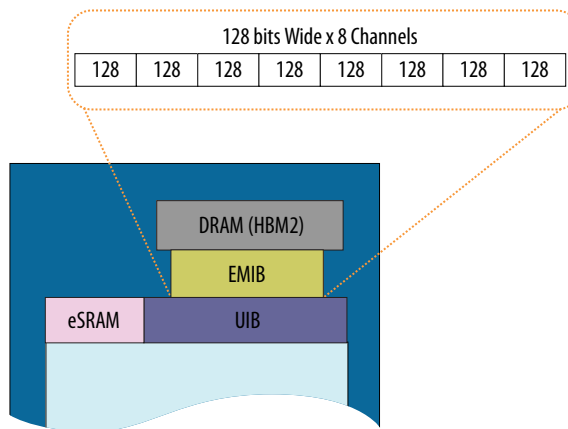 128 bits Wide x 8 Channels
128 128 128 128 128 128 128 128
DRAM (HBM2)
EMIB
eSRAM UIB